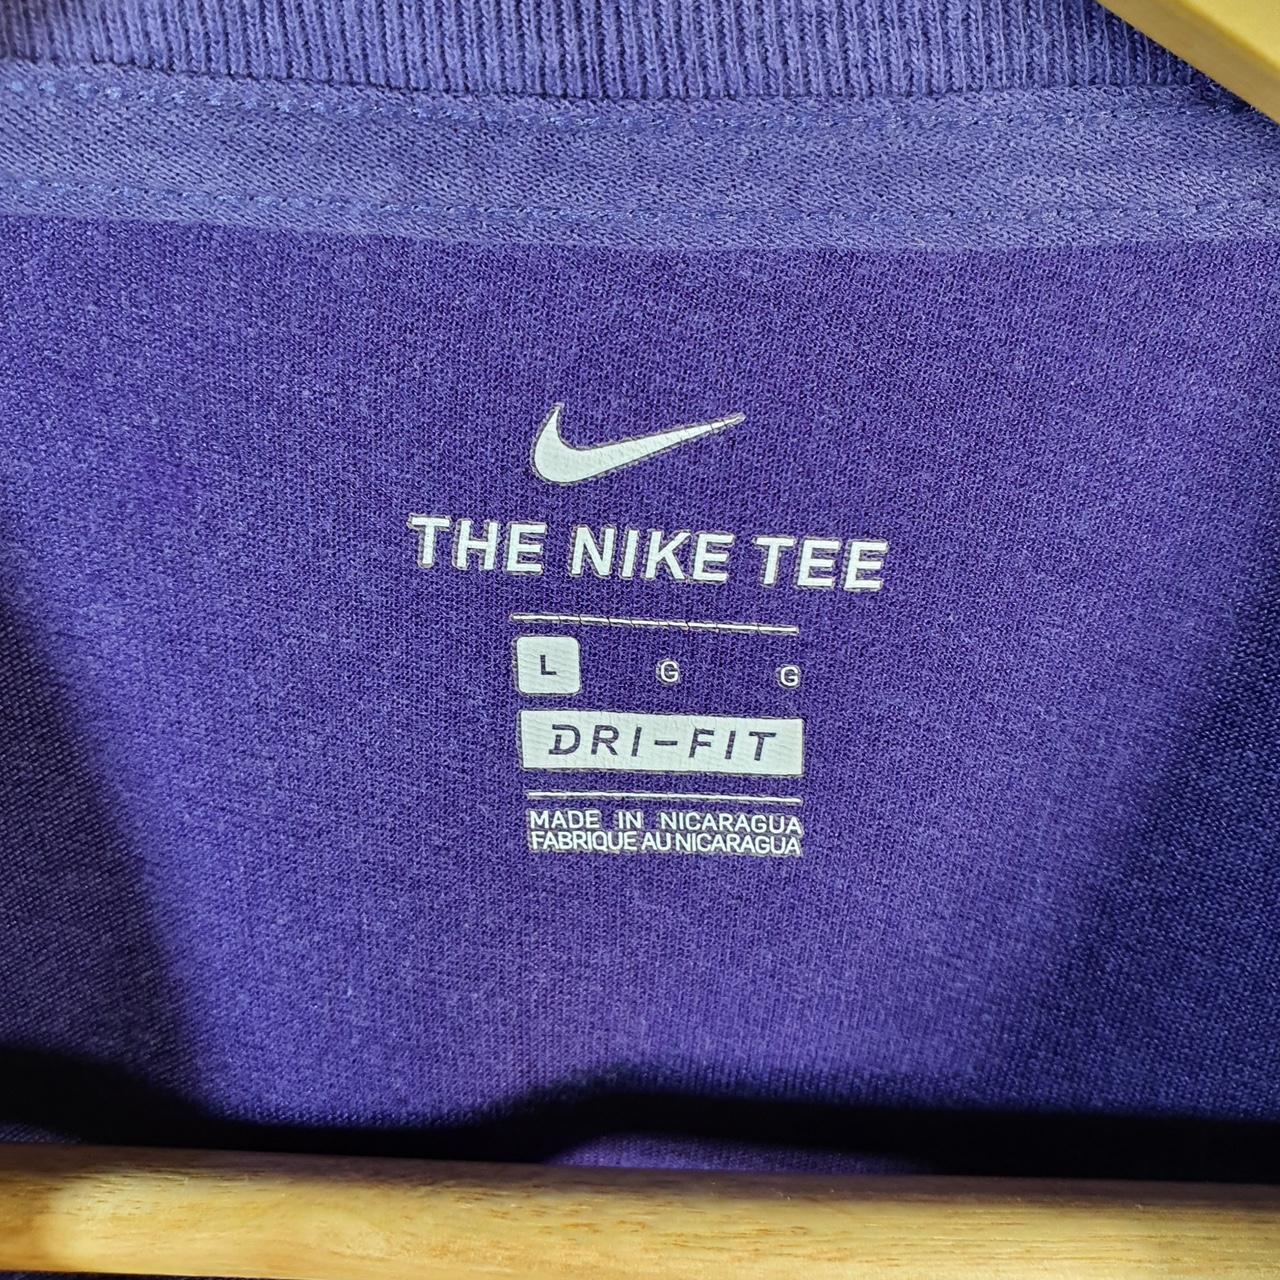 THE NIKE TEE
L G G
DRI-FIT
MADE IN NICARAGUA
FABRIQUE AU NICARAGUA